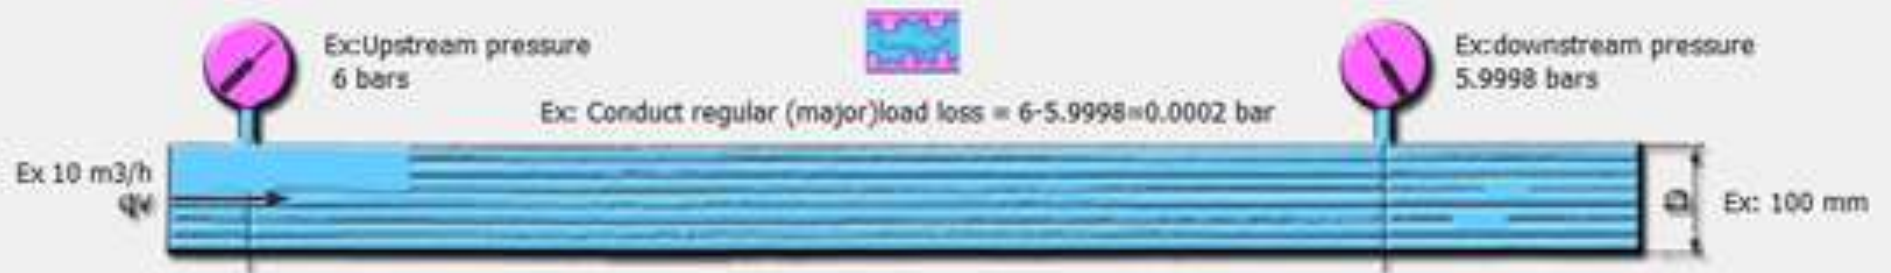 Ex:Upstream pressure
6 bars
Ex:downstream pressure
5.9998 bars
Ex: Conduct regular (major)load loss = 6-5.9998=0.0002 bar
Ex 10 m3/h
qv
D
Ex: 100 mm